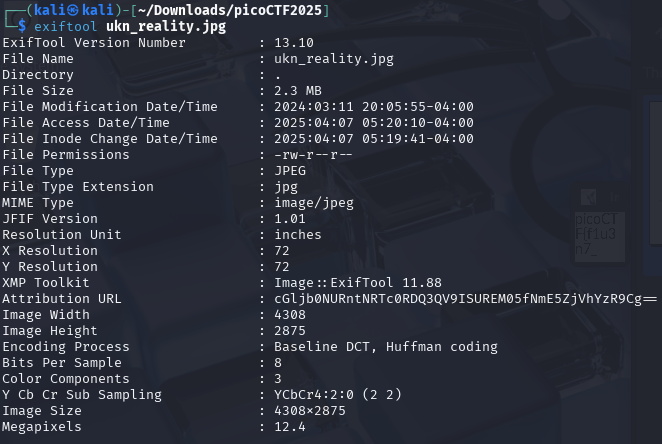 ┌──(kali㉿kali)-[~/Downloads/picoCTF2025]
└─$ exiftool ukn_reality.jpg
ExifTool Version Number         : 13.10
File Name                       : ukn_reality.jpg
Directory                       : .
File Size                       : 2.3 MB
File Modification Date/Time     : 2024:03:11 20:05:55-04:00
File Access Date/Time           : 2025:04:07 05:20:10-04:00
File Inode Change Date/Time     : 2025:04:07 05:19:41-04:00
File Permissions                : -rw-r--r--
File Type                       : JPEG
File Type Extension             : jpg
MIME Type                       : image/jpeg
JFIF Version                    : 1.01
Resolution Unit                 : inches
X Resolution                    : 72
Y Resolution                    : 72
XMP Toolkit                     : Image::ExifTool 11.88
Attribution URL                 : cGljb0NURntNRTc0RDQ3QV9ISUREM05fNmE5ZjVhYzR9Cg==
Image Width                     : 4308
Image Height                    : 2875
Encoding Process                : Baseline DCT, Huffman coding
Bits Per Sample                 : 8
Color Components                : 3
Y Cb Cr Sub Sampling            : YCbCr4:2:0 (2 2)
Image Size                      : 4308×2875
Megapixels                      : 12.4
picoCT
F{f1u3
n7_